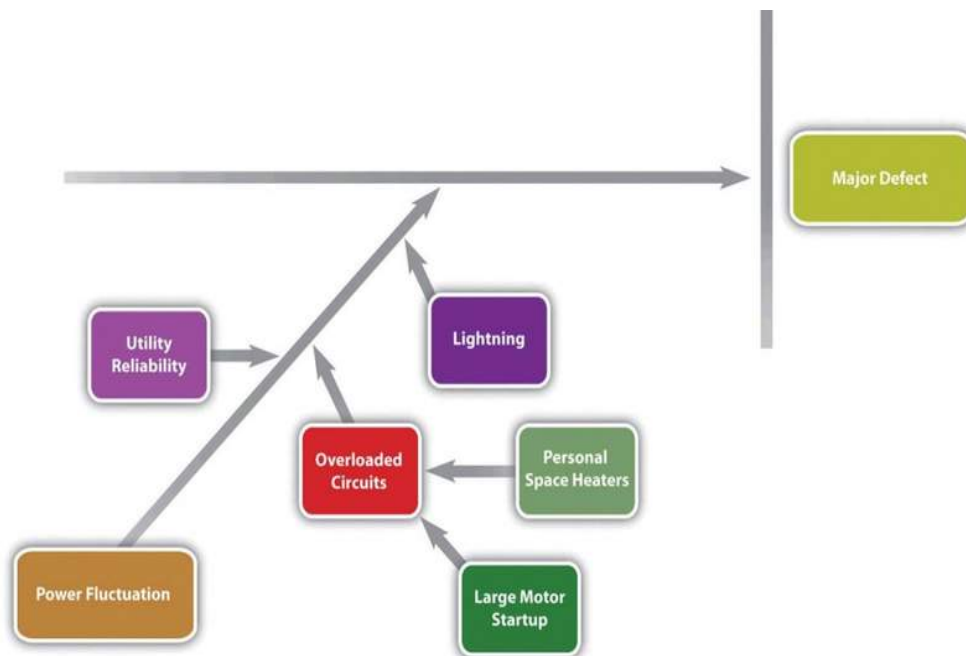 Major Defect
Utility
Reliability
Lightning
Overloaded
Circuits
Personal
Space Heaters
Power Fluctuation
Large Motor
Startup